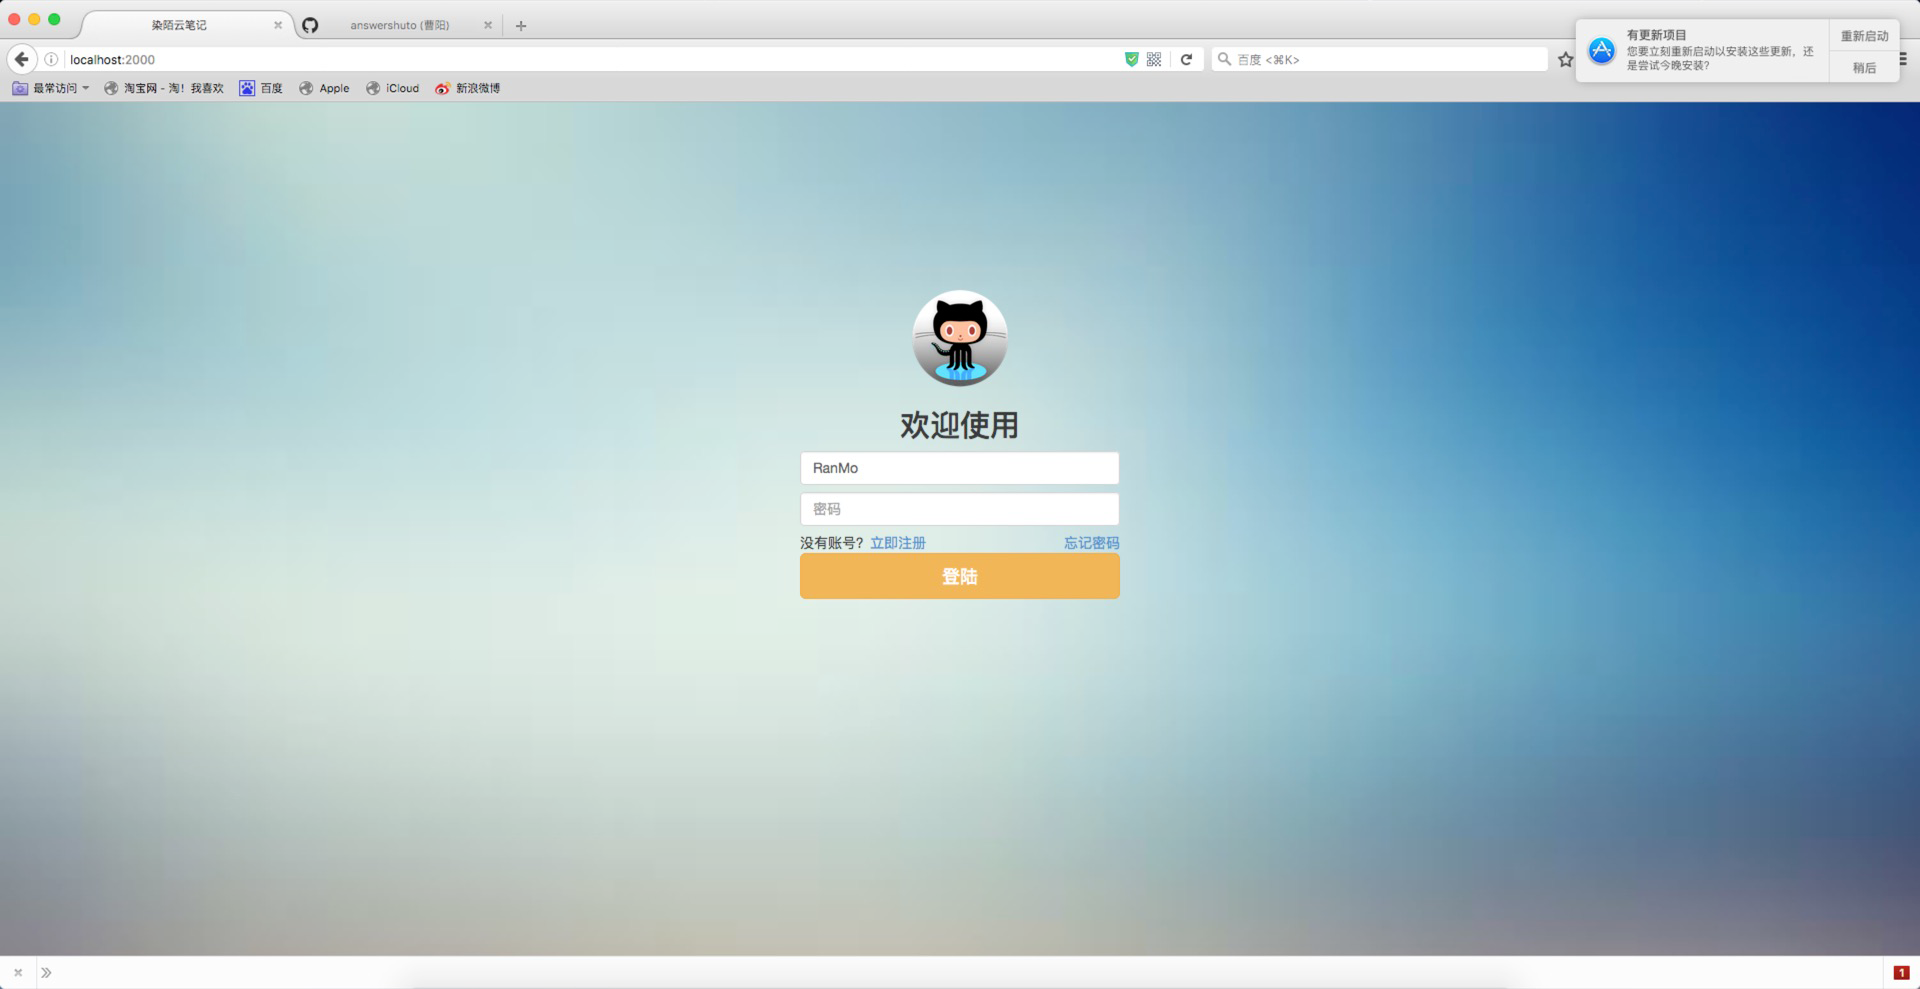 染陌云笔记
answershuto (曹阳)
localhost:2000
百度 <⌘K>
有更新项目
您要立刻重新启动以安装这些更新，还
是尝试今晚安装？
重新启动
稍后
最常访问
淘宝网 - 淘！我喜欢
百度
Apple
iCloud
新浪微博
欢迎使用
RanMo
密码
没有账号？ 立即注册
忘记密码
登陆
1